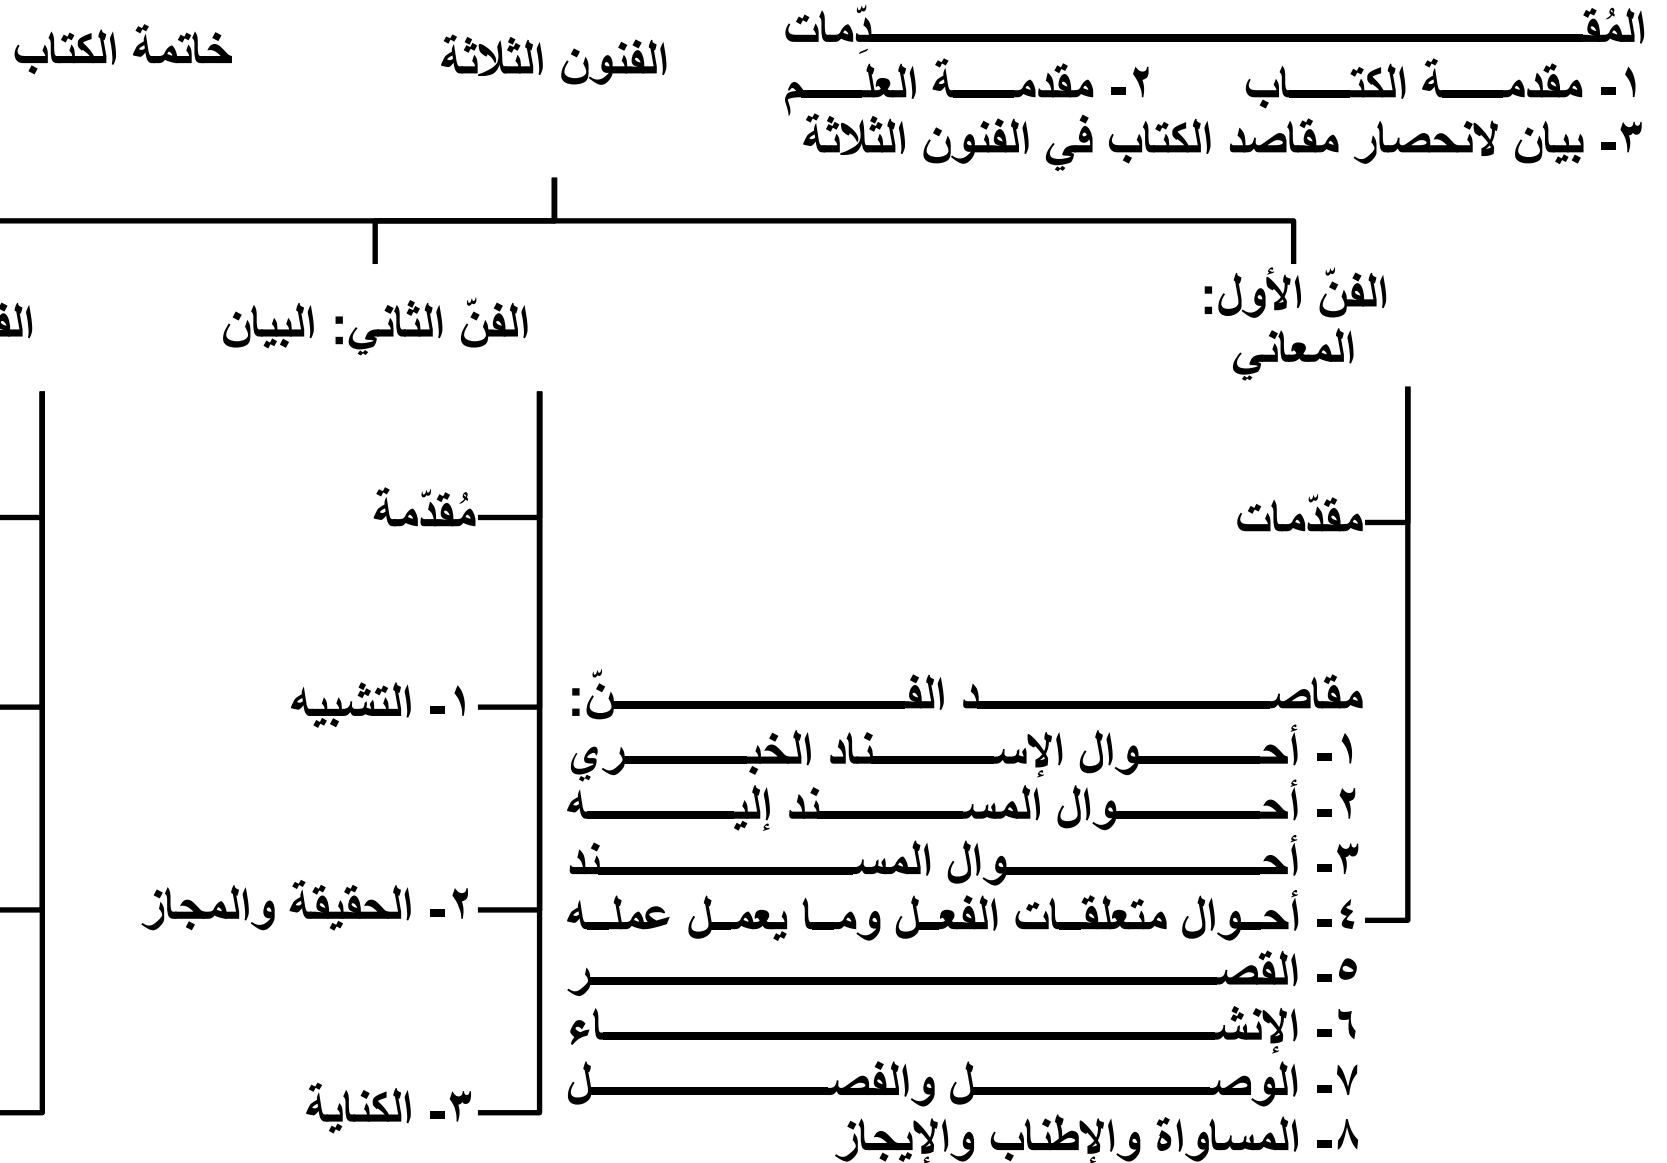 المُقدِّمات
١- مقدمة الكتاب ٢- مقدمة العلم
٣- بيان لانحصار مقاصد الكتاب في الفنون الثلاثة
الفنون الثلاثة
خاتمة الكتاب
الفنّ الأول:
المعاني
مقدّمات
مقاصد الفنّ:
١- أحوال الإسناد الخبري
٢- أحوال المسند إليه
٣- أحوال المسند
٤- أحوال متعلقات الفعل وما يعمل عمله
٥- القصر
٦- الإنشاء
٧- الوصل والفصل
٨- المساواة والإطناب والإيجاز
الفنّ الثاني: البيان
مُقدّمة
١- التشبيه
٢- الحقيقة والمجاز
٣- الكناية